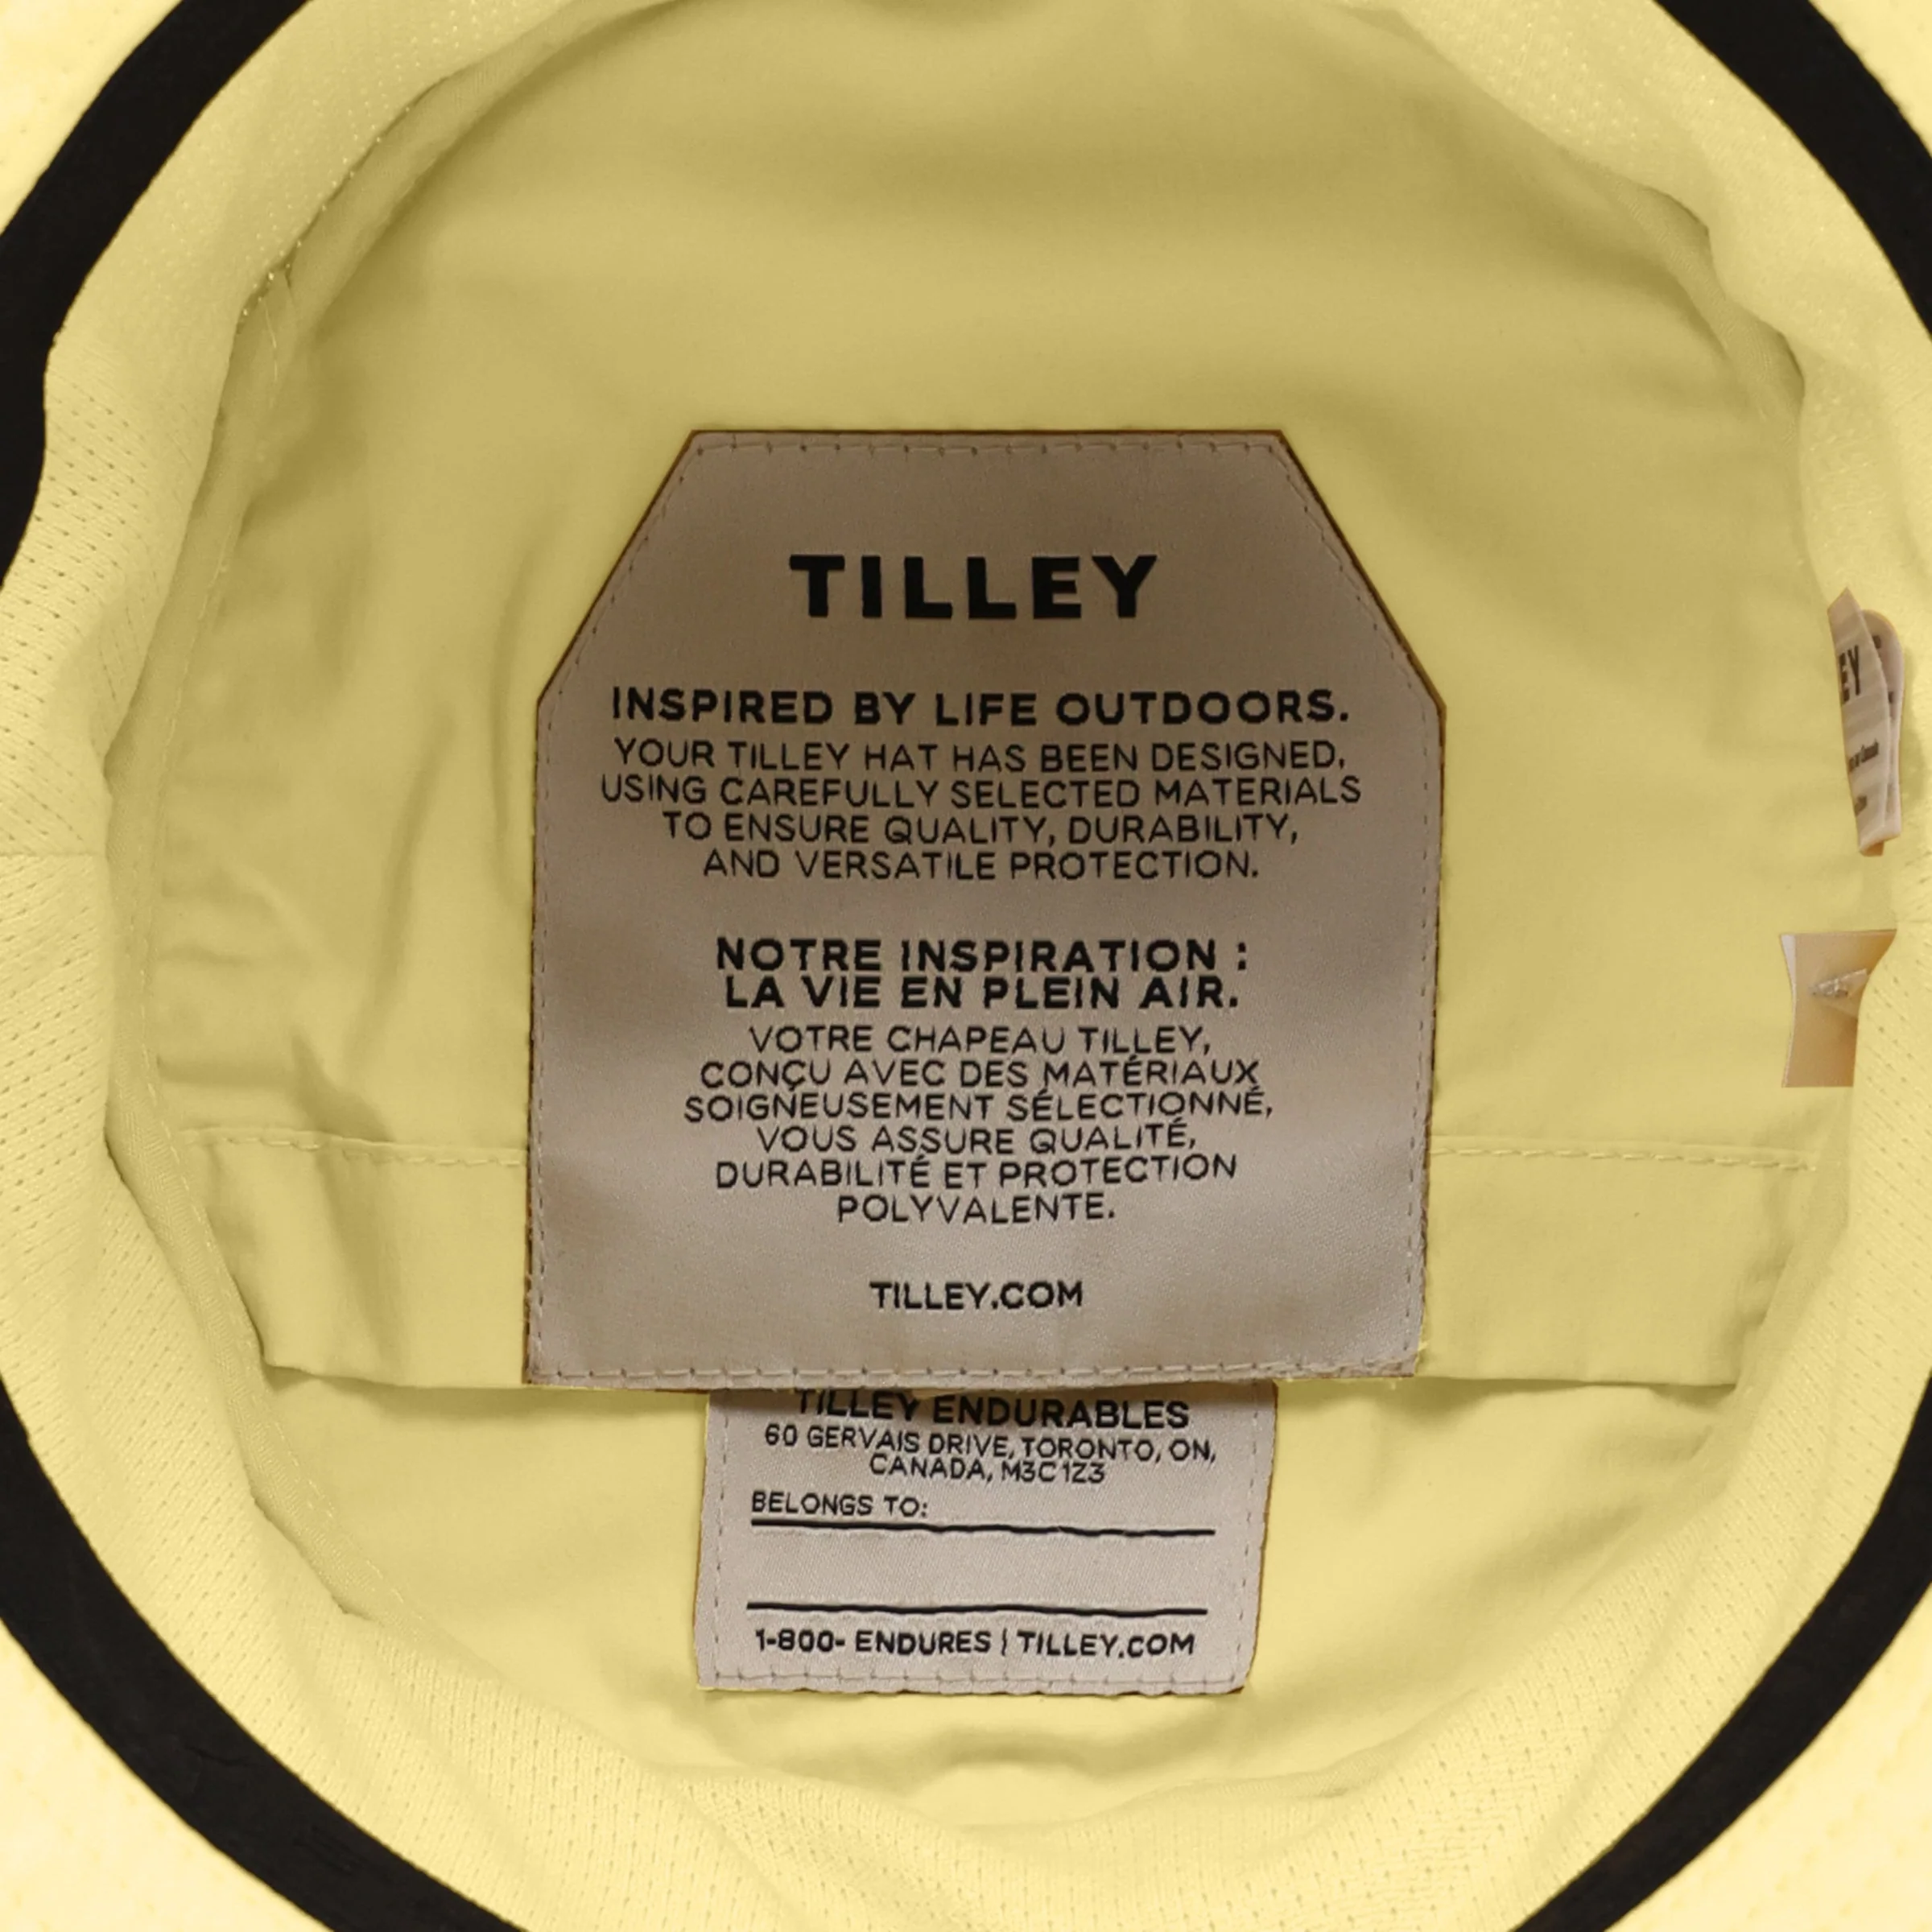 TILLEY
INSPIRED BY LIFE OUTDOORS.
YOUR TILLEY HAT HAS BEEN DESIGNED,
USING CAREFULLY SELECTED MATERIALS
TO ENSURE QUALITY, DURABILITY,
AND VERSATILE PROTECTION.
NOTRE INSPIRATION :
LA VIE EN PLEIN AIR.
VOTRE CHAPEAU TILLEY,
CONÇU AVEC DES MATÉRIAUX
SOIGNEUSEMENT SÉLECTIONNÉ,
VOUS ASSURE QUALITÉ,
DURABILITÉ ET PROTECTION
POLYVALENTE.
TILLEY.COM
TILLEY ENDURABLES
60 GERVAIS DRIVE, TORONTO, ON,
CANADA, M3C 1Z3
BELONGS TO:
1-800- ENDURES | TILLEY.COM
EY